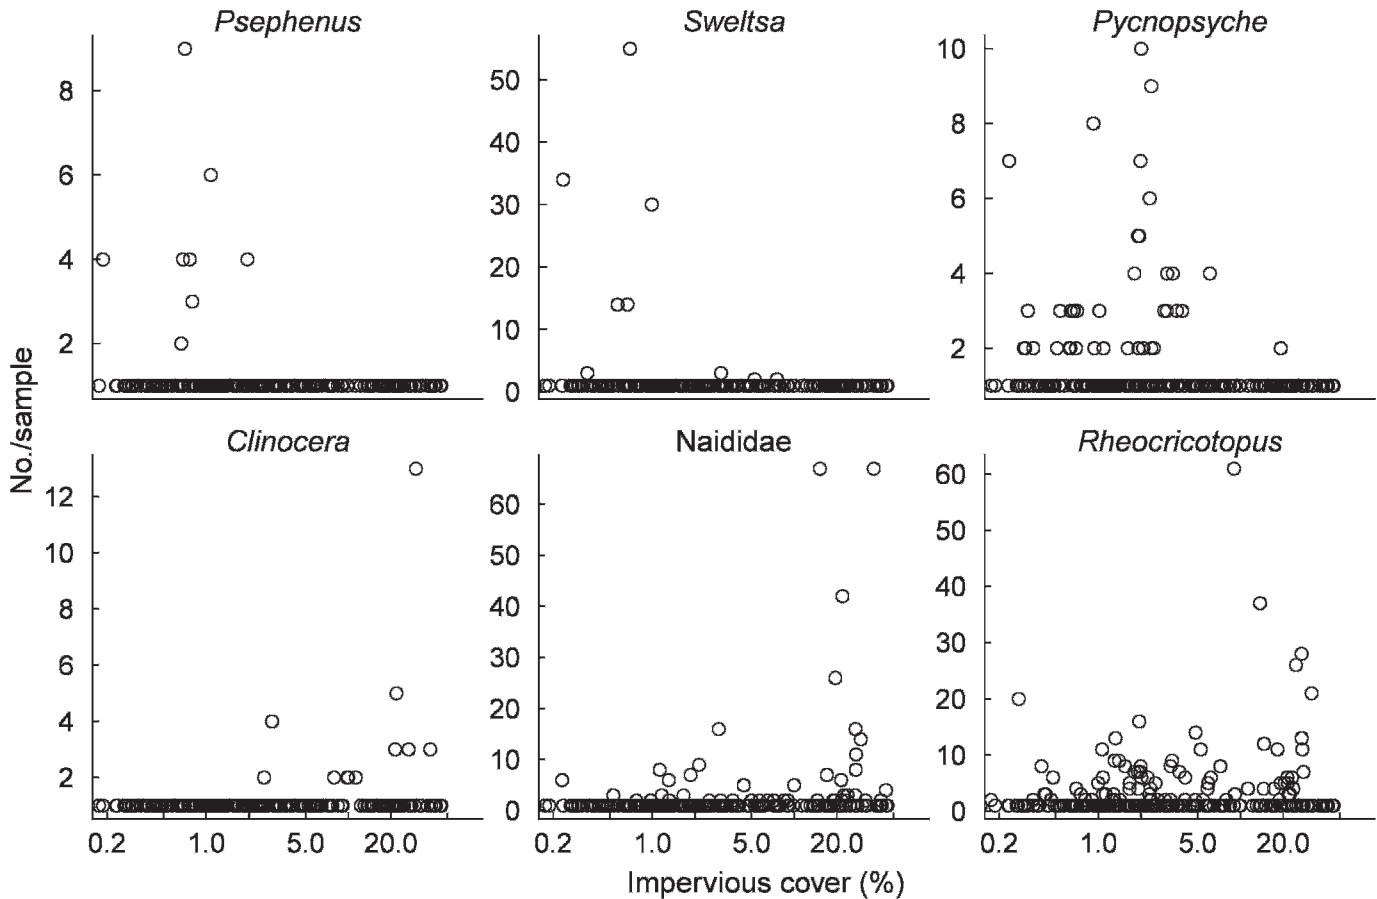 Psephenus Sweltsa Pycnopsyche
8 50 10
6 40 8
4 30 6
2 20 4
10 2
0
No./sample
Clinocera Naididae Rheocricotopus
12 60 60
10 50 50
8 40 40
6 30 30
4 20 20
2 10 10
0 0
0.2 1.0 5.0 20.0 0.2 1.0 5.0 20.0 0.2 1.0 5.0 20.0
Impervious cover (%)